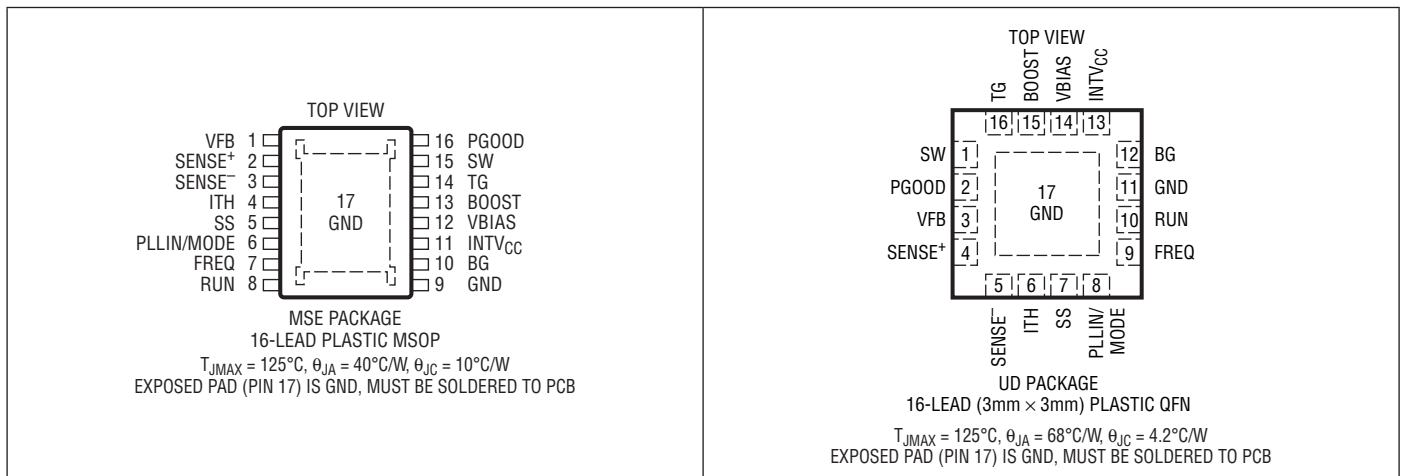 TOP VIEW
VFB 1
SENSE+ 2
SENSE– 3
ITH 4
SS 5
PLLIN/MODE 6
FREQ 7
RUN 8
16 PGOOD
15 SW
14 TG
13 BOOST
12 VBIAS
11 INTVCC
10 BG
9 GND
17
GND
MSE PACKAGE
16-LEAD PLASTIC MSOP
TJMAX = 125°C, θJA = 40°C/W, θJC = 10°C/W
EXPOSED PAD (PIN 17) IS GND, MUST BE SOLDERED TO PCB
TOP VIEW
TG
BOOST
VBIAS
INTVCC
16 15 14 13
SW 1
PGOOD 2
VFB 3
SENSE+ 4
12 BG
11 GND
10 RUN
9 FREQ
17
GND
5 6 7 8
SENSE–
ITH
SS
PLLIN/
MODE
UD PACKAGE
16-LEAD (3mm × 3mm) PLASTIC QFN
TJMAX = 125°C, θJA = 68°C/W, θJC = 4.2°C/W
EXPOSED PAD (PIN 17) IS GND, MUST BE SOLDERED TO PCB